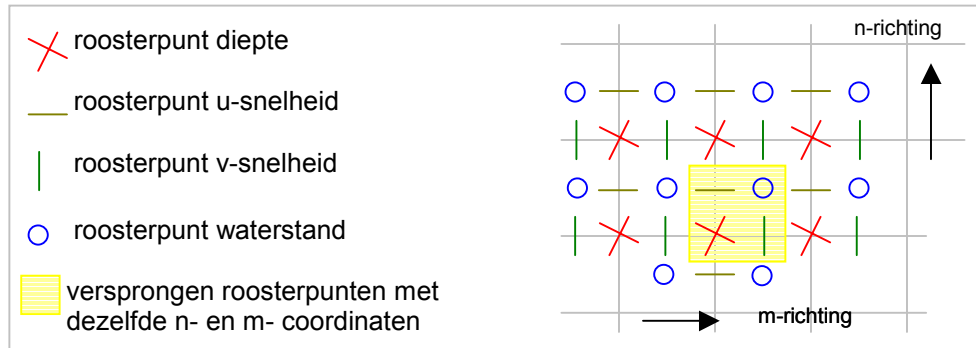 roosterpunt diepte
roosterpunt u-snelheid
roosterpunt v-snelheid
roosterpunt waterstand
versprongen roosterpunten met
dezelfde n- en m- coordinaten
n-richting
m-richting